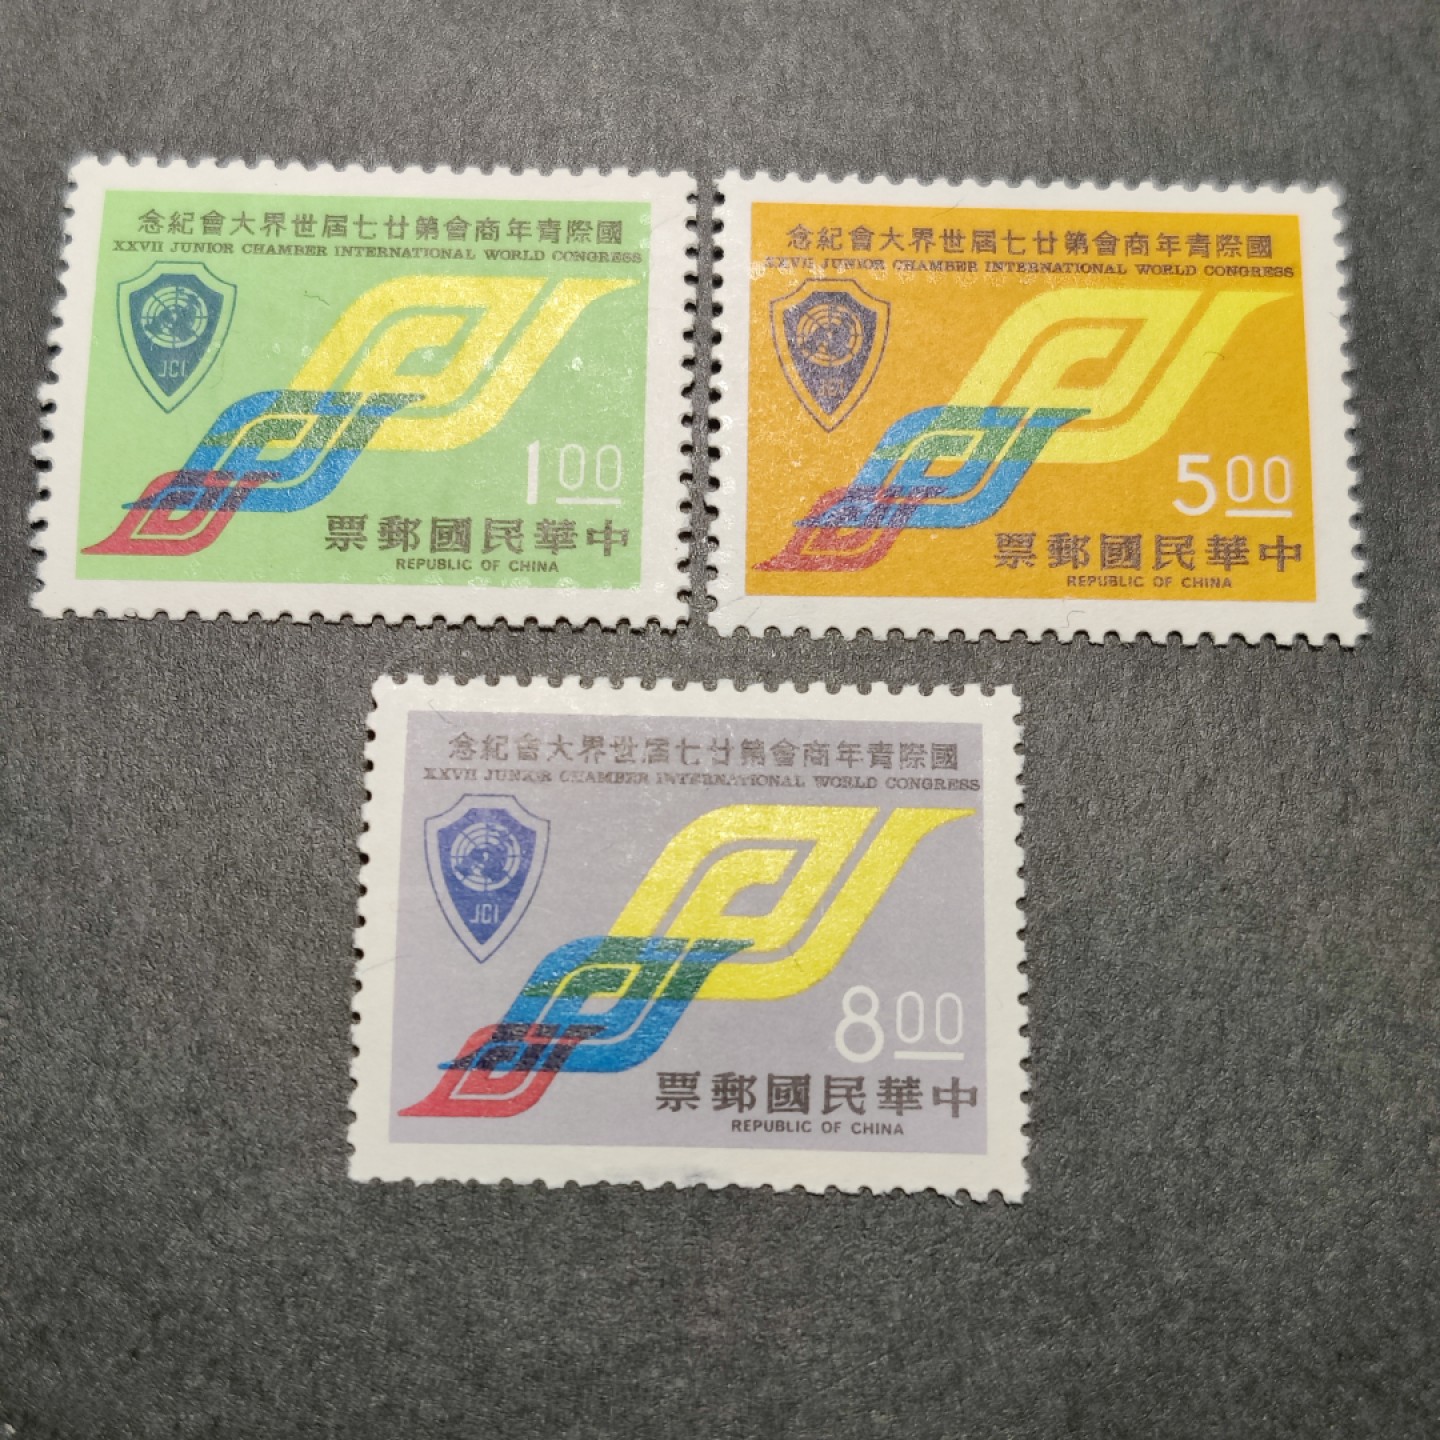 國際青年商會第廿七屆世界大會紀念
XXVII JUNIOR CHAMBER INTERNATIONAL WORLD CONGRESS
JCI
1.00
中華民國郵票
REPUBLIC OF CHINA
國際青年商會第廿七屆世界大會紀念
XXVII JUNIOR CHAMBER INTERNATIONAL WORLD CONGRESS
JCI
5.00
中華民國郵票
REPUBLIC OF CHINA
國際青年商會第廿七屆世界大會紀念
XXVII JUNIOR CHAMBER INTERNATIONAL WORLD CONGRESS
JCI
8.00
中華民國郵票
REPUBLIC OF CHINA